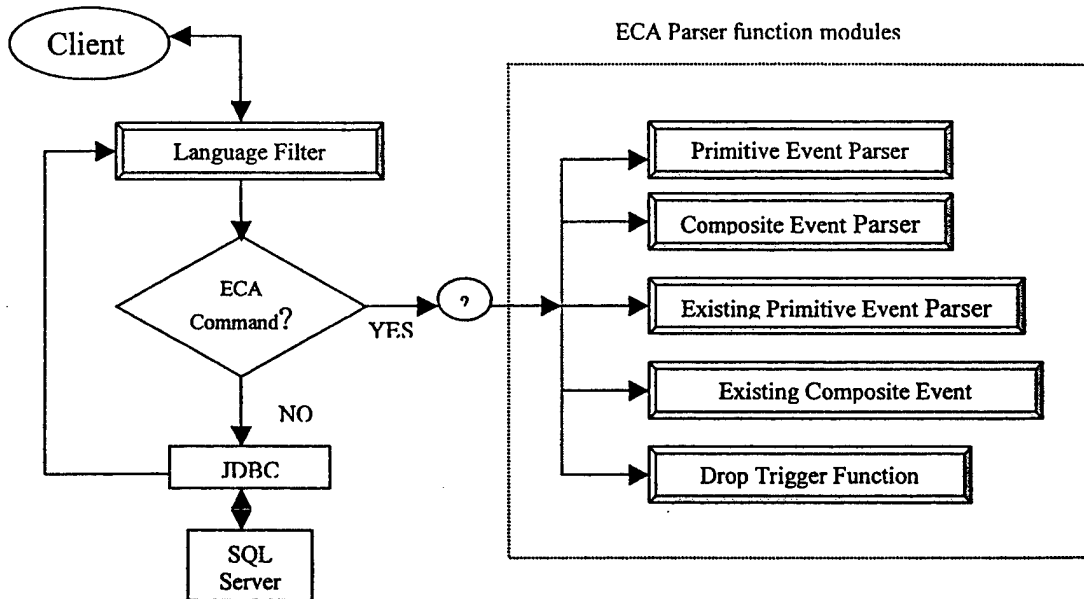 Client
ECA Parser function modules
Language Filter
Primitive Event Parser
Composite Event Parser
ECA
Command?
YES
?
Existing Primitive Event Parser
Existing Composite Event
NO
JDBC
Drop Trigger Function
SQL
Server